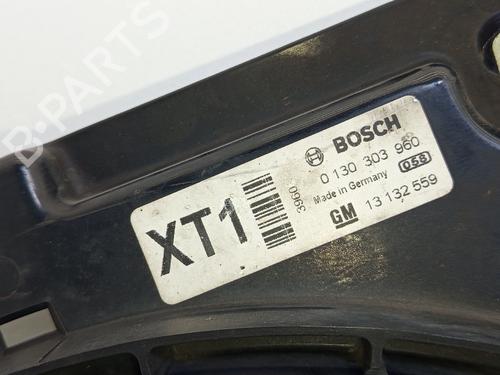 B-PARTS
BOSCH
0 130 303 960
Made in Germany 058
GM 13 132 559
3960
XT1